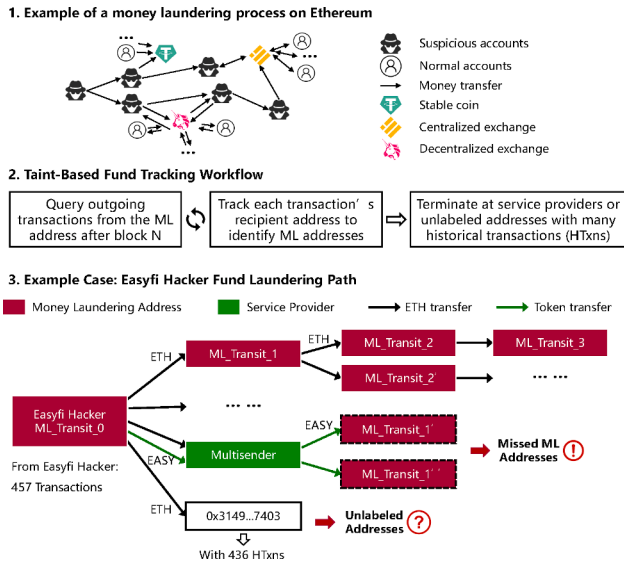 1. Example of a money laundering process on Ethereum
...
Suspicious accounts
Normal accounts
Money transfer
Stable coin
Centralized exchange
Decentralized exchange
...
...
2. Taint-Based Fund Tracking Workflow
Query outgoing
transactions from the ML
address after block N
Track each transaction's
recipient address to
identify ML addresses
Terminate at service providers or
unlabeled addresses with many
historical transactions (HTxns)
3. Example Case: Easyfi Hacker Fund Laundering Path
Money Laundering Address
Service Provider
ETH transfer
Token transfer
ETH
ML_Transit_1
ETH
ML_Transit_2
ML_Transit_3
ML_Transit_2'
... ...
Easyfi Hacker
ML_Transit_0
... ...
From Easyfi Hacker:
457 Transactions
EASY
Multisender
EASY
ML_Transit_1'
ML_Transit_1''
Missed ML
Addresses
!
ETH
0x3149...7403
Unlabeled
Addresses
?
With 436 HTxns